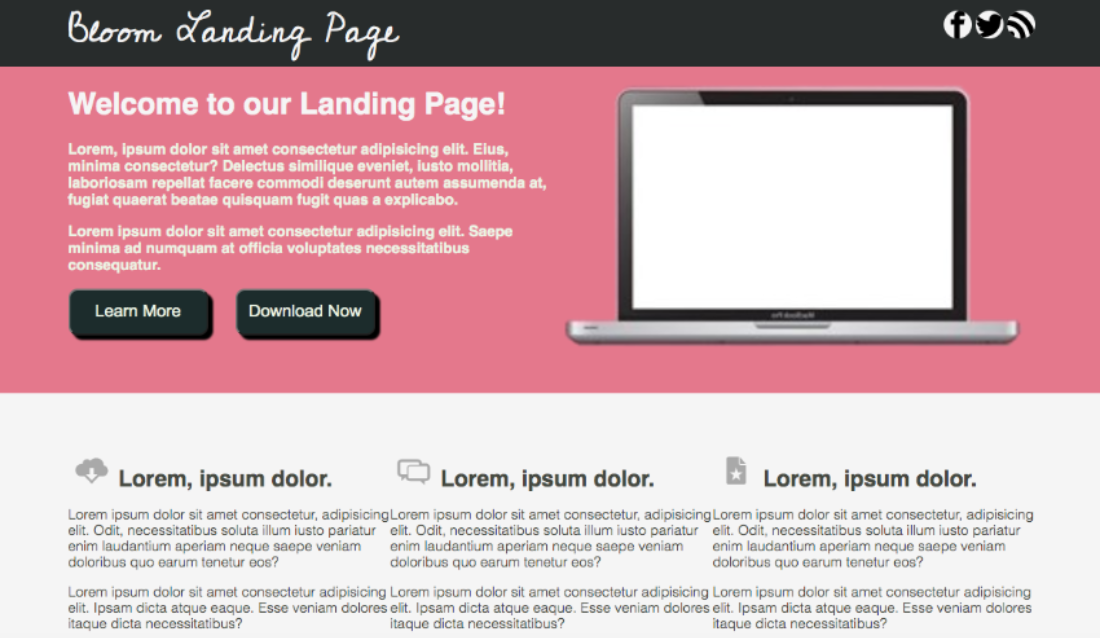 Bloom Landing Page
Welcome to our Landing Page!
Lorem, ipsum dolor sit amet consectetur adipisicing elit. Eius,
minima consectetur? Delectus similique eveniet, iusto mollitia,
laboriosam repellat facere commodi deserunt autem assumenda at,
fugiat quaerat beatae quisquam fugit quas a explicabo.
Lorem ipsum dolor sit amet consectetur adipisicing elit. Saepe
minima ad numquam at officia voluptates necessitatibus
consequatur.
Learn More
Download Now
Lorem, ipsum dolor.
Lorem ipsum dolor sit amet consectetur, adipisicing
elit. Odit, necessitatibus soluta illum iusto pariatur
enim laudantium aperiam neque saepe veniam
doloribus quo earum tenetur eos?
Lorem ipsum dolor sit amet consectetur adipisicing
elit. Ipsam dicta atque eaque. Esse veniam dolores
itaque dicta necessitatibus?
Lorem, ipsum dolor.
Lorem ipsum dolor sit amet consectetur, adipisicing
elit. Odit, necessitatibus soluta illum iusto pariatur
enim laudantium aperiam neque saepe veniam
doloribus quo earum tenetur eos?
Lorem ipsum dolor sit amet consectetur adipisicing
elit. Ipsam dicta atque eaque. Esse veniam dolores
itaque dicta necessitatibus?
Lorem, ipsum dolor.
Lorem ipsum dolor sit amet consectetur, adipisicing
elit. Odit, necessitatibus soluta illum iusto pariatur
enim laudantium aperiam neque saepe veniam
doloribus quo earum tenetur eos?
Lorem ipsum dolor sit amet consectetur adipisicing
elit. Ipsam dicta atque eaque. Esse veniam dolores
itaque dicta necessitatibus?